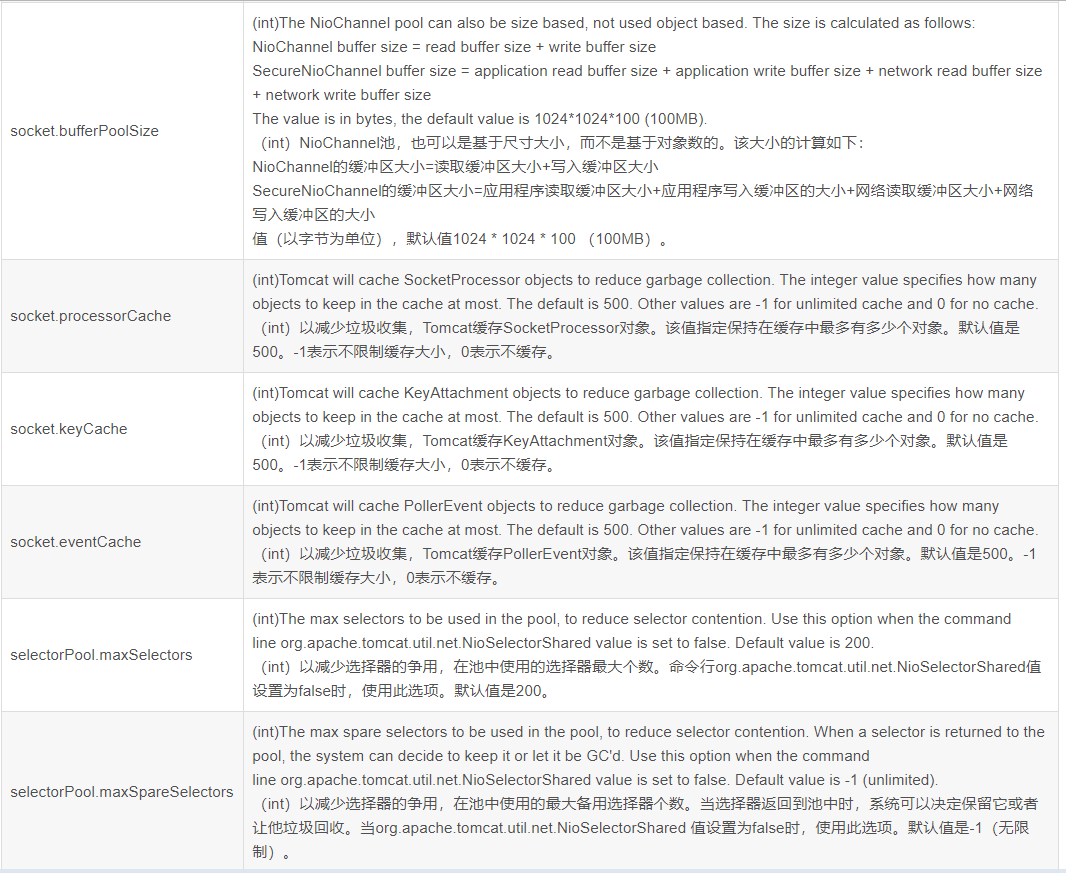 socket.bufferPoolSize
(int)The NioChannel pool can also be size based, not used object based. The size is calculated as follows:
NioChannel buffer size = read buffer size + write buffer size
SecureNioChannel buffer size = application read buffer size + application write buffer size + network read buffer size
+ network write buffer size
The value is in bytes, the default value is 1024*1024*100 (100MB).
（int）NioChannel池，也可以是基于尺寸大小，而不是基于对象数的。该大小的计算如下：
NioChannel的缓冲区大小=读取缓冲区大小+写入缓冲区大小
SecureNioChannel的缓冲区大小=应用程序读取缓冲区大小+应用程序写入缓冲区的大小+网络读取缓冲区大小+网络
写入缓冲区的大小
值（以字节为单位），默认值1024 * 1024 * 100 （100MB）。
socket.processorCache
(int)Tomcat will cache SocketProcessor objects to reduce garbage collection. The integer value specifies how many
objects to keep in the cache at most. The default is 500. Other values are -1 for unlimited cache and 0 for no cache.
（int）以减少垃圾收集，Tomcat缓存SocketProcessor对象。该值指定保持在缓存中最多有多少个对象。默认值是
500。-1表示不限制缓存大小，0表示不缓存。
socket.keyCache
(int)Tomcat will cache KeyAttachment objects to reduce garbage collection. The integer value specifies how many
objects to keep in the cache at most. The default is 500. Other values are -1 for unlimited cache and 0 for no cache.
（int）以减少垃圾收集，Tomcat缓存KeyAttachment对象。该值指定保持在缓存中最多有多少个对象。默认值是
500。-1表示不限制缓存大小，0表示不缓存。
socket.eventCache
(int)Tomcat will cache PollerEvent objects to reduce garbage collection. The integer value specifies how many
objects to keep in the cache at most. The default is 500. Other values are -1 for unlimited cache and 0 for no cache.
（int）以减少垃圾收集，Tomcat缓存PollerEvent对象。该值指定保持在缓存中最多有多少个对象。默认值是500。-1
表示不限制缓存大小，0表示不缓存。
selectorPool.maxSelectors
(int)The max selectors to be used in the pool, to reduce selector contention. Use this option when the command
line org.apache.tomcat.util.net.NioSelectorShared value is set to false. Default value is 200.
（int）以减少选择器的争用，在池中使用的选择器最大个数。命令行org.apache.tomcat.util.net.NioSelectorShared值
设置为false时，使用此选项。默认值是200。
selectorPool.maxSpareSelectors
(int)The max spare selectors to be used in the pool, to reduce selector contention. When a selector is returned to the
pool, the system can decide to keep it or let it be GC'd. Use this option when the command
line org.apache.tomcat.util.net.NioSelectorShared value is set to false. Default value is -1 (unlimited).
（int）以减少选择器的争用，在池中使用的最大备用选择器个数。当选择器返回到池中时，系统可以决定保留它或者
让他垃圾回收。当org.apache.tomcat.util.net.NioSelectorShared 值设置为false时，使用此选项。默认值是-1（无限
制）。